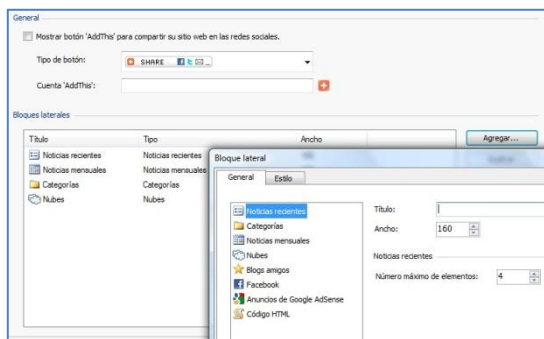 General
Mostrar botón 'AddThis' para compartir su sitio web en las redes sociales.
Tipo de botón:
SHARE
Cuenta 'AddThis':
Bloques laterales
Título Tipo Ancho
Agregar...
Noticias recientes Noticias recientes
Noticias mensuales Noticias mensuales
Categorías Categorías
Nubes Nubes
Bloque lateral
General Estilo
Noticias recientes
Categorías
Noticias mensuales
Nubes
Blogs amigos
Facebook
Anuncios de Google AdSense
Código HTML
Título:
Ancho: 160
Noticias recientes
Número máximo de elementos: 4